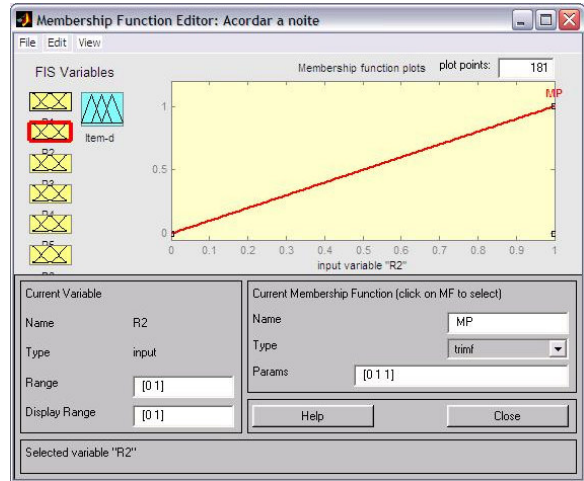 Membership Function Editor: Acordar a noite
File Edit View
FIS Variables
Membership function plots plot points: 181
Item-d
R2
R3
R4
MP
1
0.5
0
0 0.1 0.2 0.3 0.4 0.5 0.6 0.7 0.8 0.9 1
input variable "R2"
Current Variable
Name R2
Type input
Range [0 1]
Display Range [0 1]
Current Membership Function (click on MF to select)
Name MP
Type trimf
Params [0 1 1]
Help Close
Selected variable "R2"